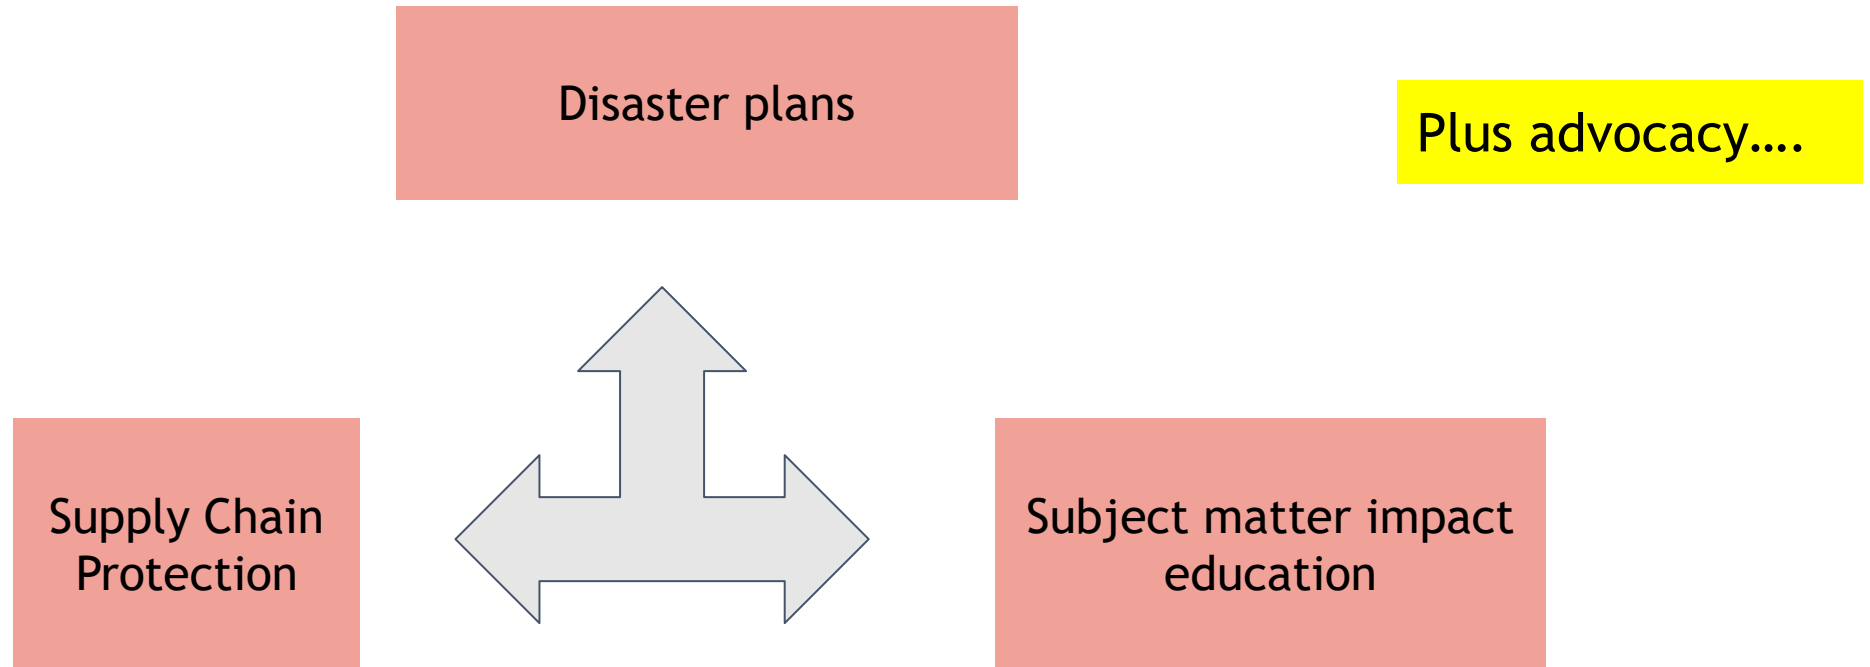 Disaster plans
Plus advocacy....
Supply Chain
Protection
Subject matter impact
education